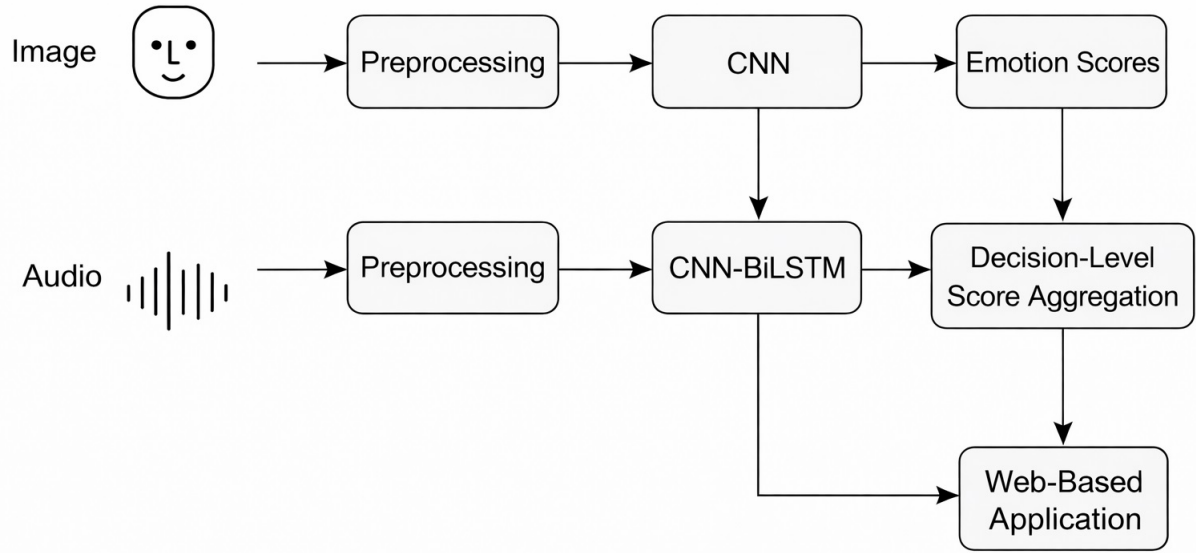 Image
Preprocessing
CNN
Emotion Scores
Audio
Preprocessing
CNN-BiLSTM
Decision-Level
Score Aggregation
Web-Based
Application